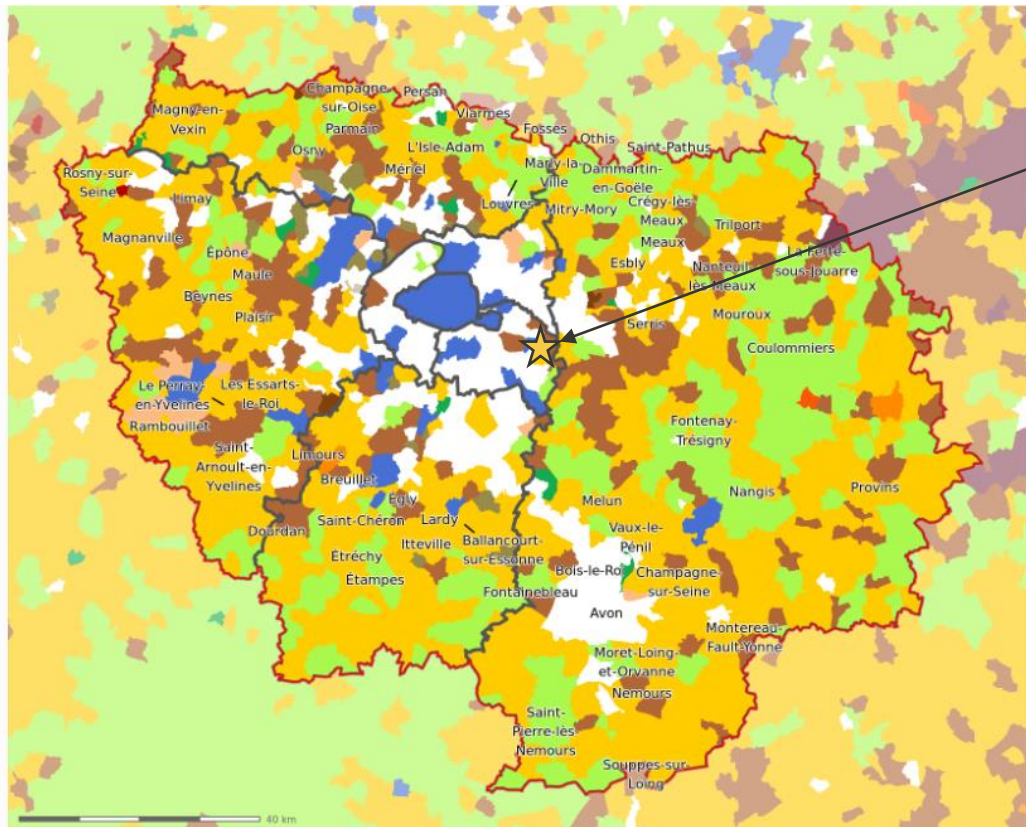 Champagne-
sur-Oise
Persan
Magny-en-
Vexin
Viarmes
Parmain
Fosses
Othis
Saint-Pathus
Osny
L'Isle-Adam
Rosny-sur-
Seine
Mériel
Marly-la-
Ville
Dammartin-
en-Goële
Limay
Louvres
Mitry-Mory
Crégy-lès-
Meaux
Trilport
Magnanville
Meaux
Épône
Esbly
Nanteuil-
lès-Meaux
La Ferté-
sous-Jouarre
Maule
Beynes
Plaisir
Serris
Mouroux
Coulommiers
Le Perray-
en-Yvelines
Les Essarts-
le-Roi
Rambouillet
Fontenay-
Trésigny
Saint-
Arnoult-en-
Yvelines
Limours
Breuillet
Nangis
Provins
Égly
Melun
Dourdan
Saint-Chéron
Lardy
Vaux-le-
Pénil
Itteville
Ballancourt-
sur-Essonne
Étréchy
Étampes
Bois-le-Roi
Champagne-
sur-Seine
Fontainebleau
Avon
Montereau-
Fault-Yonne
Moret-Loing-
et-Orvanne
Nemours
Saint-
Pierre-lès-
Nemours
Souppes-sur-
Loing
40 km